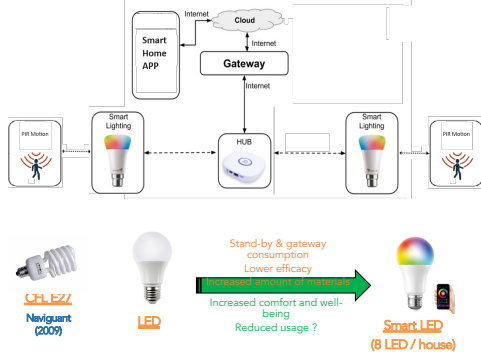 Internet
Cloud
Smart
Home
APP
Internet
Gateway
Internet
PIR Motion
Smart
Lighting
HUB
Smart
Lighting
PIR Motion
CFL E27
Naviguant
(2009)
LED
Stand-by & gateway
consumption
Lower efficacy
Increased amount of materials
Increased comfort and well-
being
Reduced usage ?
Smart LED
(8 LED / house)